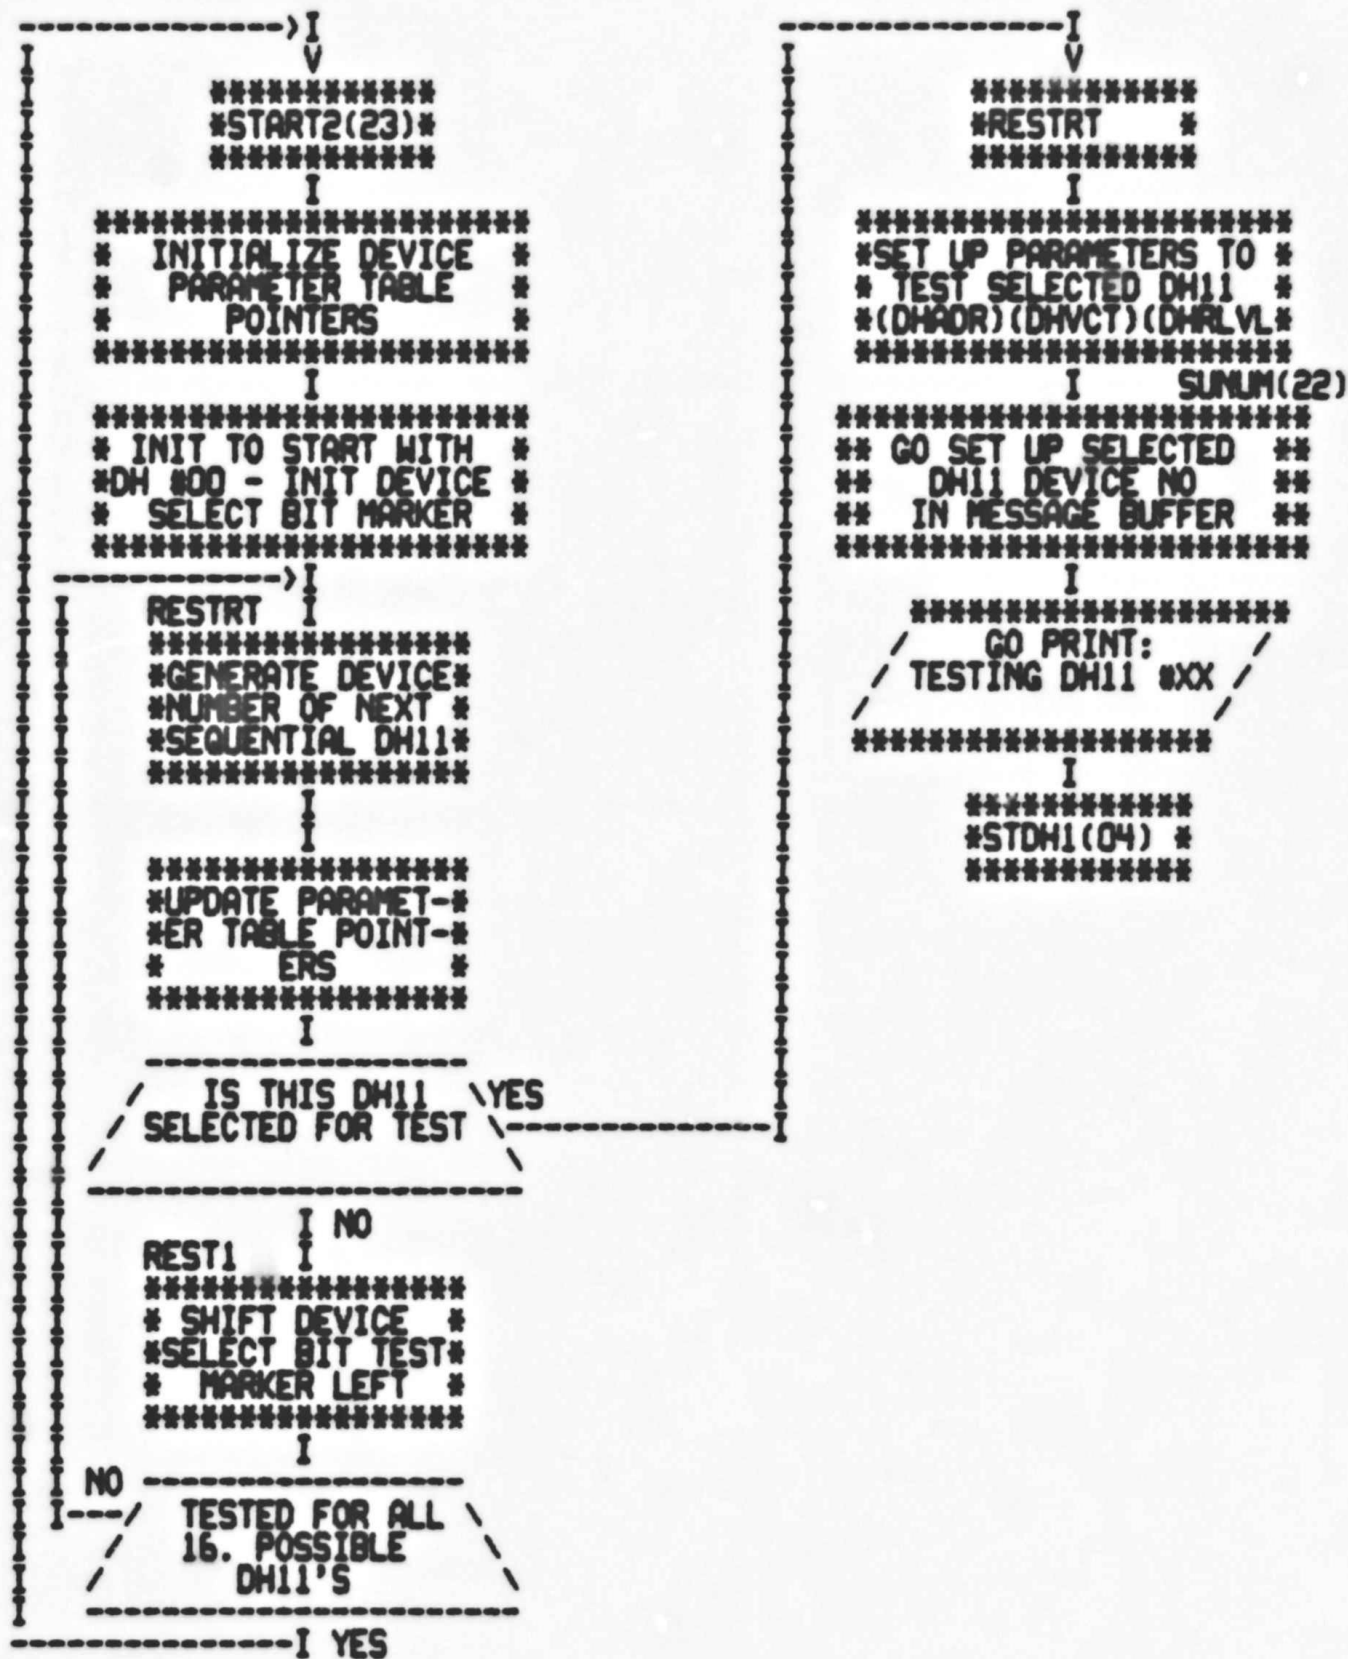 START2(23)
INITIALIZE DEVICE
PARAMETER TABLE
POINTERS
INIT TO START WITH
DH #00 - INIT DEVICE
SELECT BIT MARKER
RESTRT
GENERATE DEVICE
NUMBER OF NEXT
SEQUENTIAL DH11
UPDATE PARAMET-
ER TABLE POINT-
ERS
IS THIS DH11
SELECTED FOR TEST
YES
NO
REST1
SHIFT DEVICE
SELECT BIT TEST
MARKER LEFT
NO
TESTED FOR ALL
16. POSSIBLE
DH11'S
YES
RESTRT
SET UP PARAMETERS TO
TEST SELECTED DH11
(DHADR)(DHVCT)(DHRLVL
SUNUM(22)
GO SET UP SELECTED
DH11 DEVICE NO
IN MESSAGE BUFFER
GO PRINT:
TESTING DH11 #XX
STDH1(04)